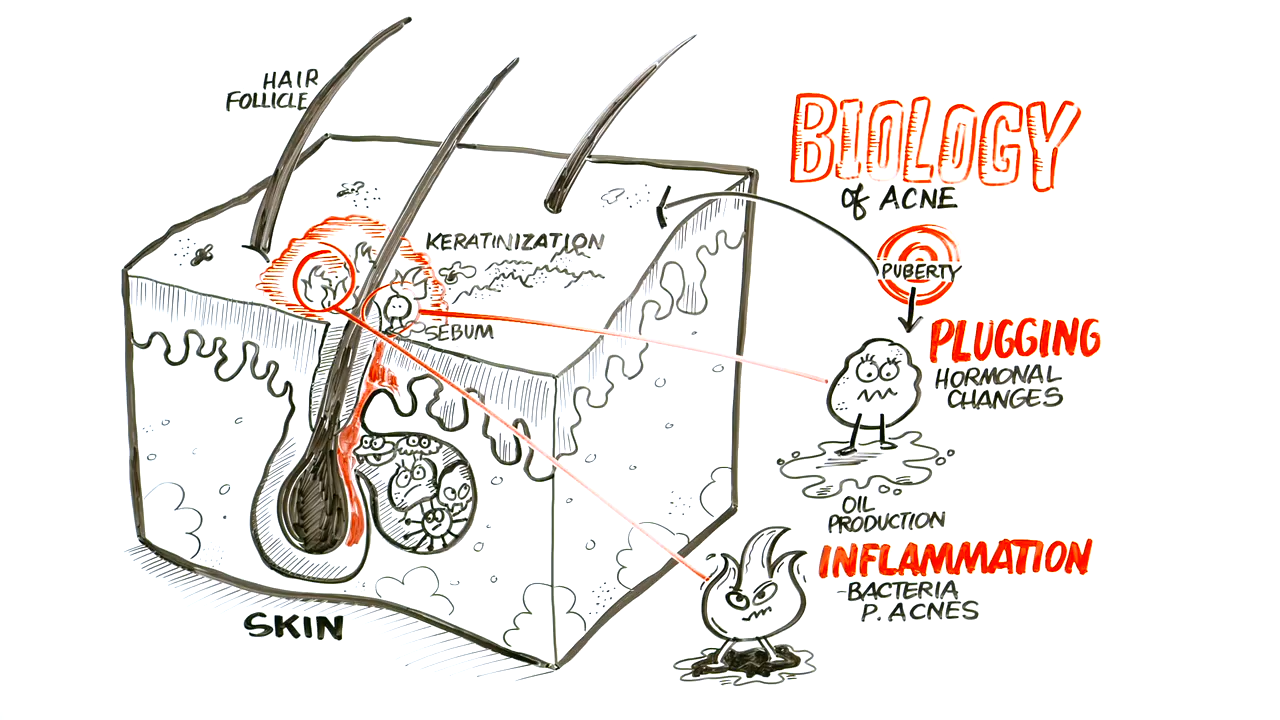 HAIR
FOLLICLE
BIOLOGY
of ACNE
KERATINIZATION
PUBERTY
SEBUM
PLUGGING
HORMONAL
CHANGES
OIL
PRODUCTION
INFLAMMATION
-BACTERIA
P. ACNES
SKIN